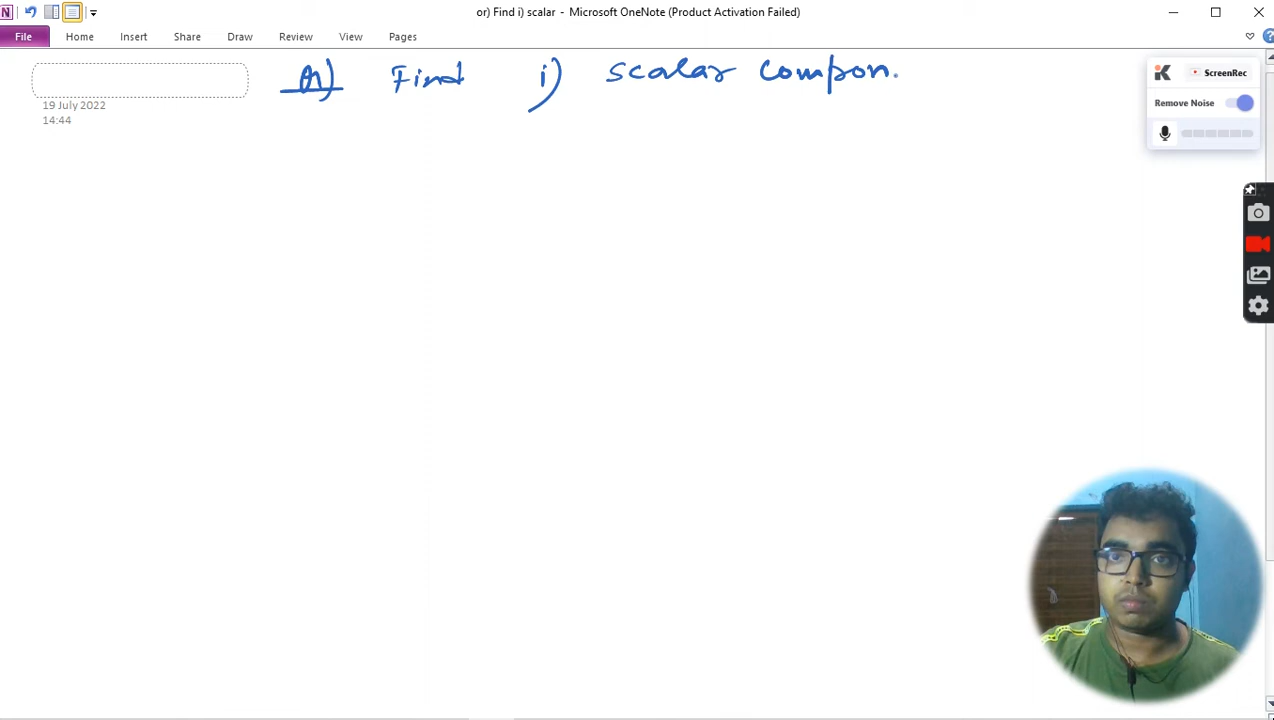 or) Find i) scalar - Microsoft OneNote (Product Activation Failed)
File Home Insert Share Draw Review View Pages
Find i) scalar compon
19 July 2022
14:44
ScreenRec
Remove Noise